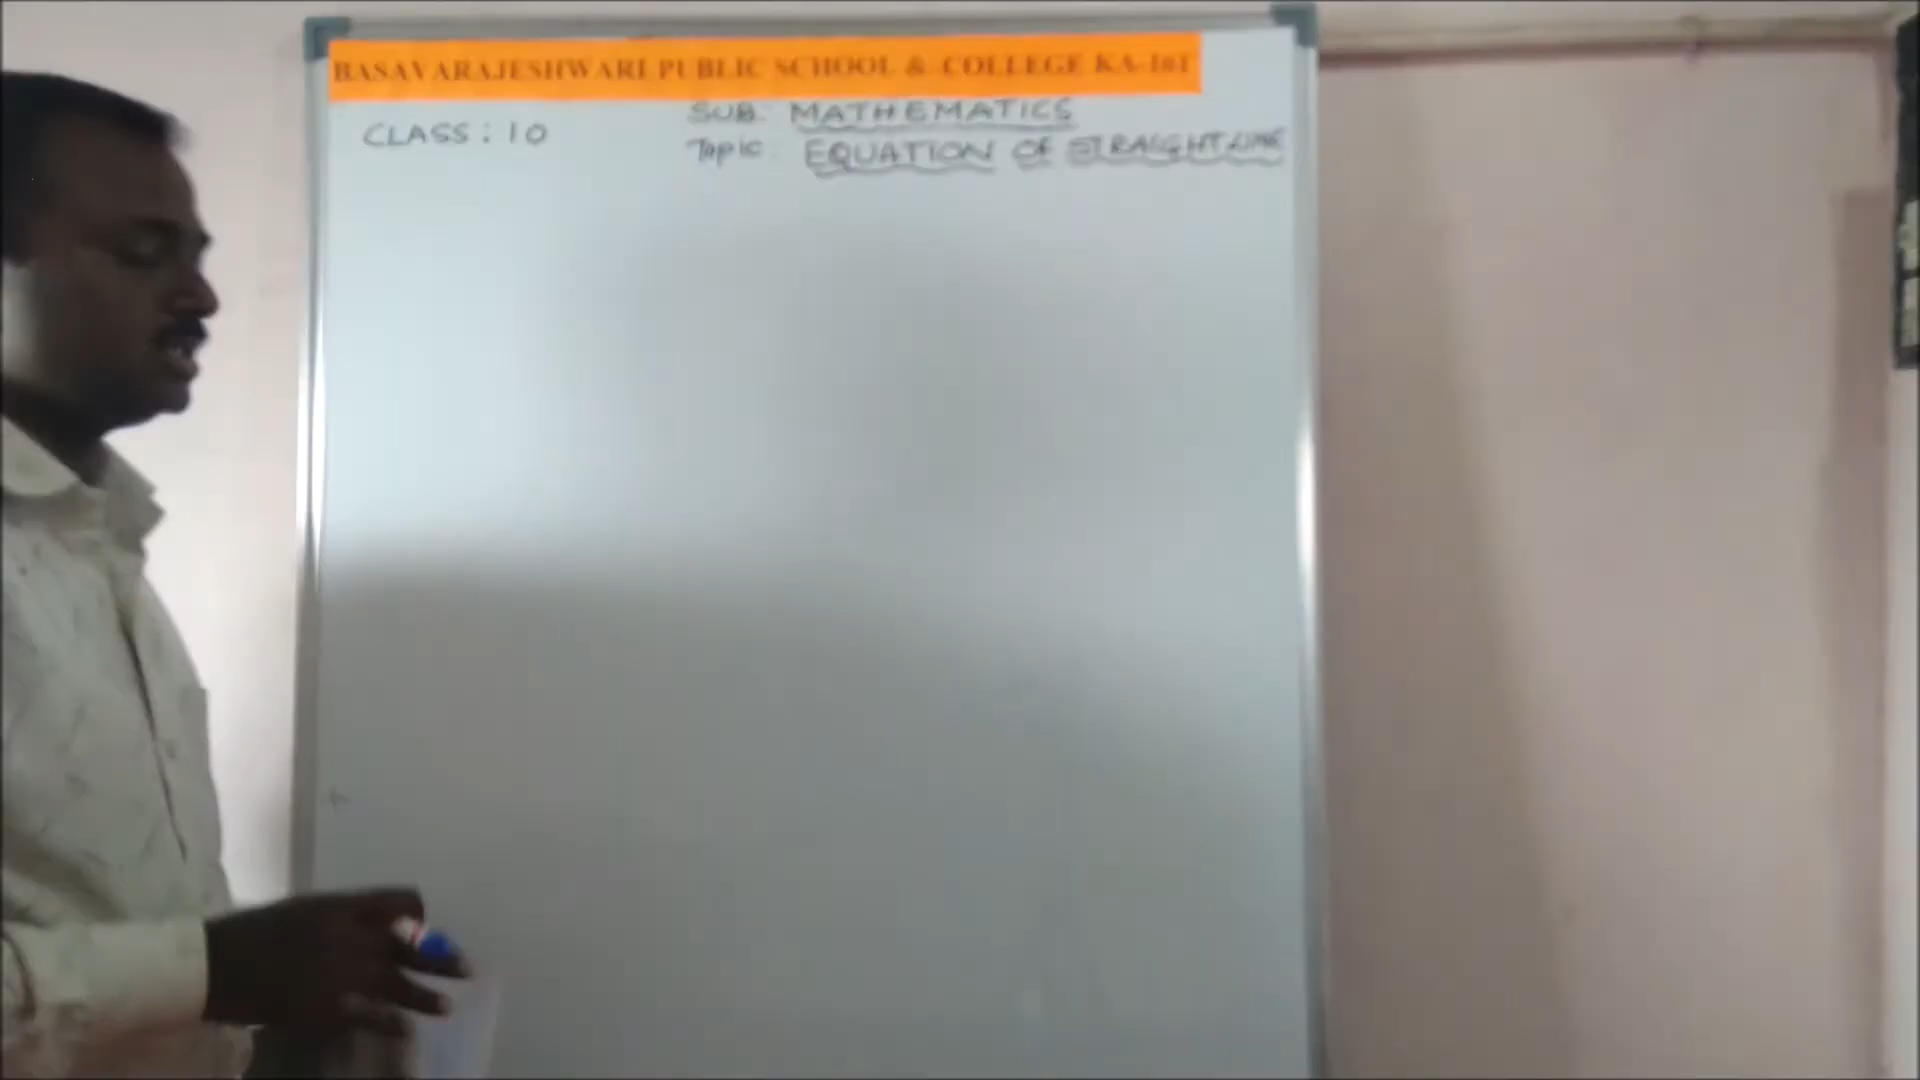 BASAVARAJESHWARI PUBLIC SCHOOL & COLLEGE KA-161
SUB: MATHEMATICS
CLASS: 10
Topic: EQUATION OF STRAIGHT LINE